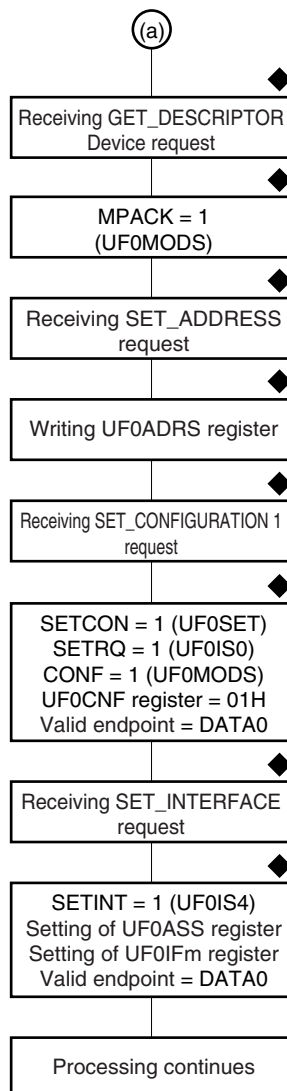 (a)
Receiving GET_DESCRIPTOR
Device request
MPACK = 1
(UF0MODS)
Receiving SET_ADDRESS
request
Writing UF0ADRS register
Receiving SET_CONFIGURATION 1
request
SETCON = 1 (UF0SET)
SETRQ = 1 (UF0IS0)
CONF = 1 (UF0MODS)
UF0CNF register = 01H
Valid endpoint = DATA0
Receiving SET_INTERFACE
request
SETINT = 1 (UF0IS4)
Setting of UF0ASS register
Setting of UF0IFm register
Valid endpoint = DATA0
Processing continues